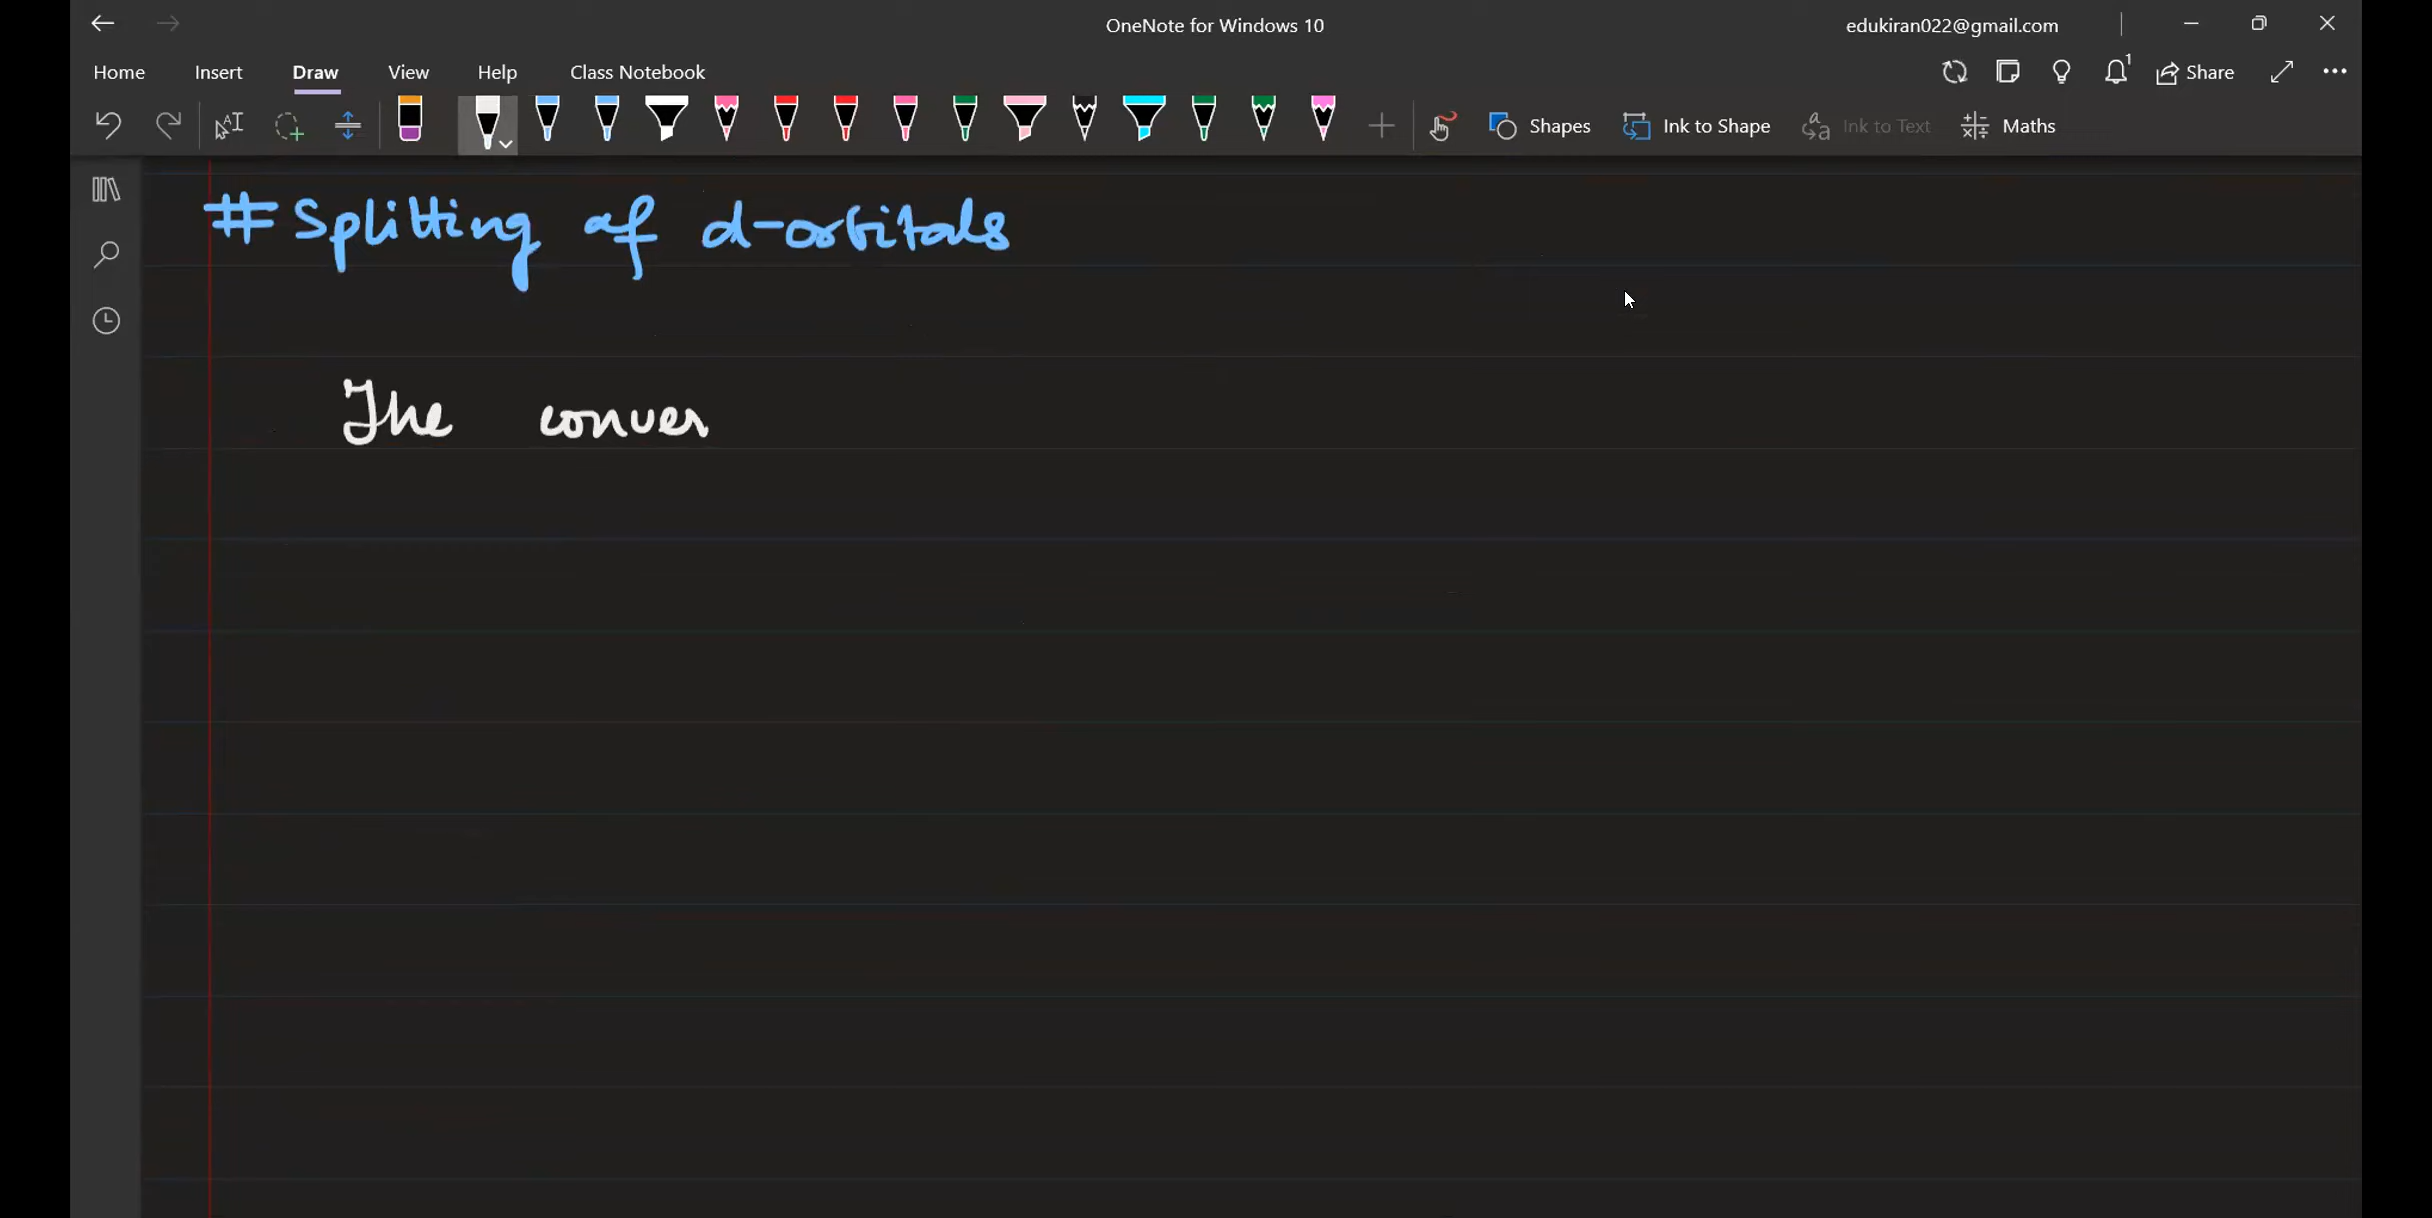 OneNote for Windows 10
edukiran022@gmail.com
Home Insert Draw View Help Class Notebook
Share
Shapes Ink to Shape Ink to Text Maths
#Splitting of d-orbitals
The conver